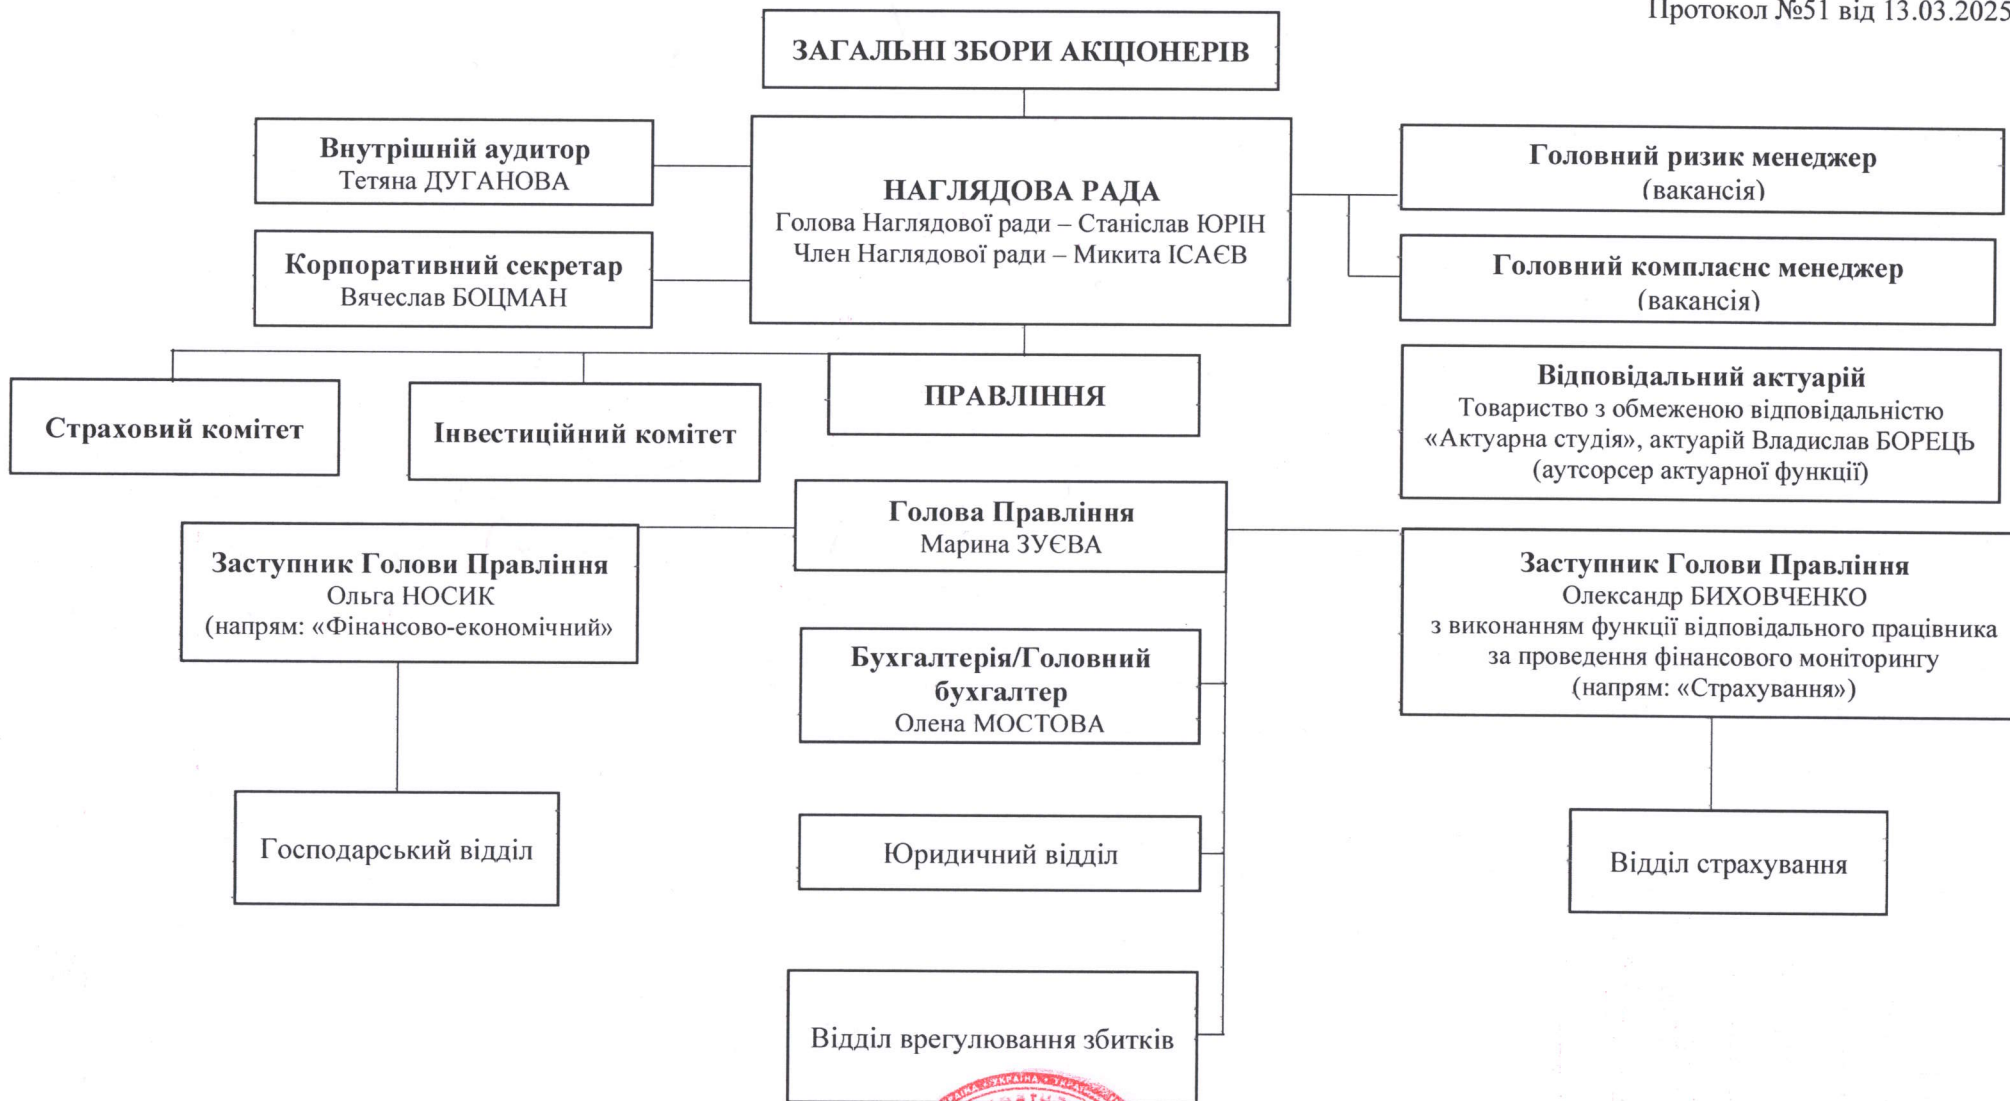 Протокол №51 від 13.03.2025
ЗАГАЛЬНІ ЗБОРИ АКЦІОНЕРІВ
Внутрішній аудитор
Тетяна ДУГАНОВА
НАГЛЯДОВА РАДА
Голова Наглядової ради – Станіслав ЮРІН
Член Наглядової ради – Микита ІСАЄВ
Головний ризик менеджер
(вакансія)
Корпоративний секретар
Вячеслав БОЦМАН
Головний комплаєнс менеджер
(вакансія)
Страховий комітет
Інвестиційний комітет
ПРАВЛІННЯ
Відповідальний актуарій
Товариство з обмеженою відповідальністю
«Актуарна студія», актуарій Владислав БОРЕЦЬ
(аутсорсер актуарної функції)
Голова Правління
Марина ЗУЄВА
Заступник Голови Правління
Ольга НОСИК
(напрям: «Фінансово-економічний»
Заступник Голови Правління
Олександр БИХОВЧЕНКО
з виконанням функції відповідального працівника
за проведення фінансового моніторингу
(напрям: «Страхування»)
Бухгалтерія/Головний
бухгалтер
Олена МОСТОВА
Господарський відділ
Юридичний відділ
Відділ страхування
Відділ врегулювання збитків
УКРАЇНА